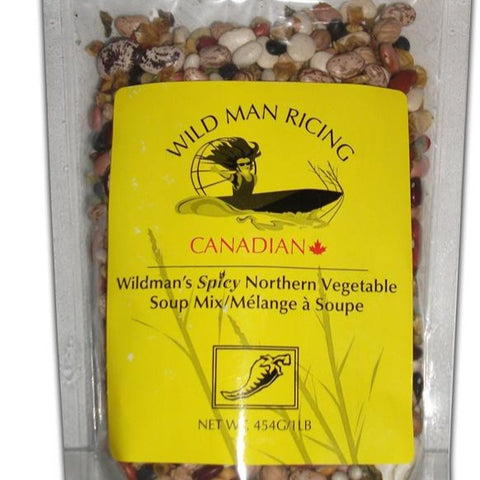 WILD MAN RICING
CANADIAN
Wildman's Spicy Northern Vegetable
Soup Mix/Mélange à Soupe
NET WT. 454G/1LB